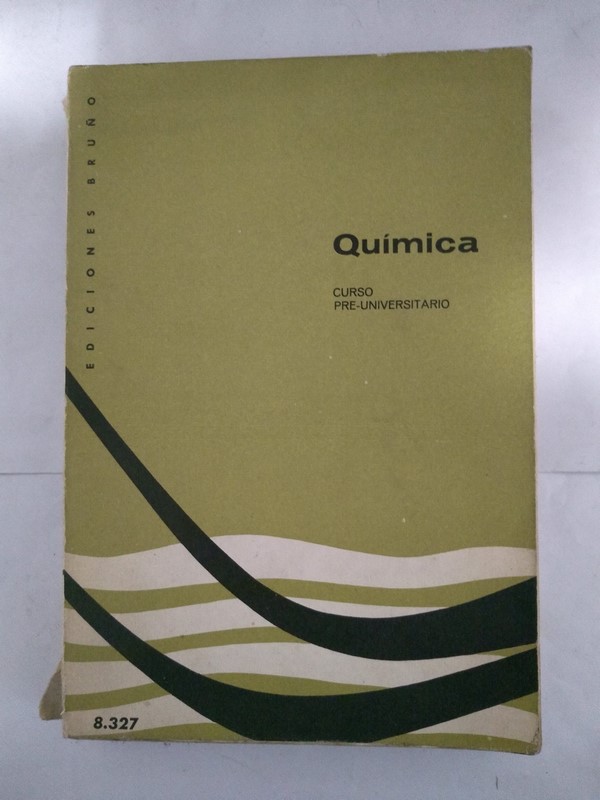 EDICIONES BRUÑO
Química
CURSO
PRE-UNIVERSITARIO
8.327